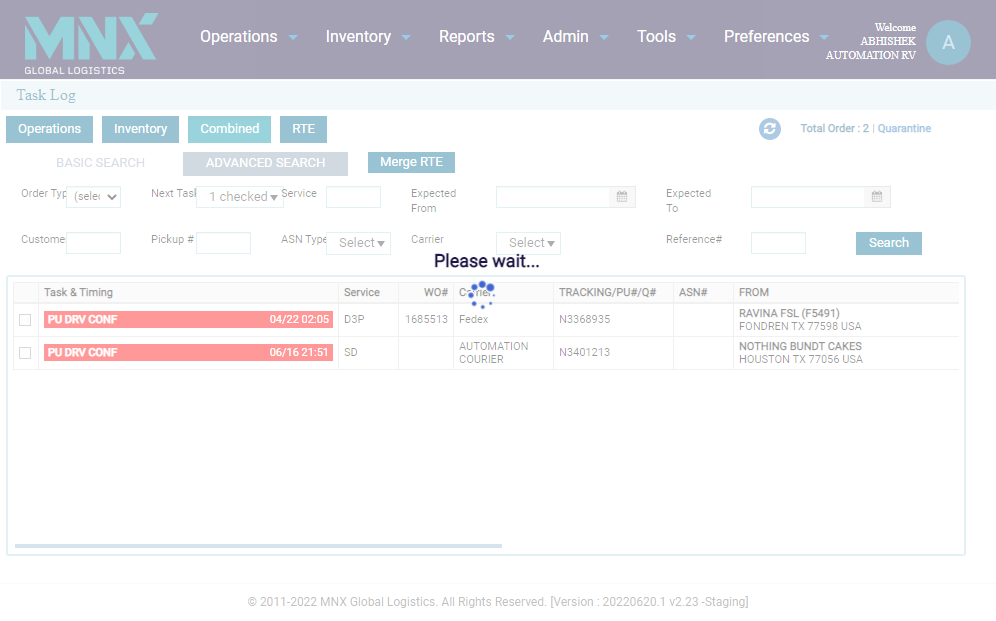 MNX
GLOBAL LOGISTICS
Operations Inventory Reports Admin Tools Preferences
Welcome
ABHISHEK
AUTOMATION RV
A
Task Log
Operations Inventory Combined RTE
Total Order : 2 | Quarantine
BASIC SEARCH ADVANCED SEARCH Merge RTE
Order Typ (selec Next Task 1 checked Service Expected From Expected To
Custome Pickup # ASN Type Select Carrier Select Reference# Search
Please wait...
Task & Timing Service WO# Carrier TRACKING/PU#/Q# ASN# FROM
PU DRV CONF 04/22 02:05 D3P 1685513 Fedex N3368935 RAVINA FSL (F5491)
FONDREN TX 77598 USA
PU DRV CONF 06/16 21:51 SD AUTOMATION COURIER N3401213 NOTHING BUNDT CAKES
HOUSTON TX 77056 USA
© 2011-2022 MNX Global Logistics. All Rights Reserved. [Version : 20220620.1 v2.23 -Staging]